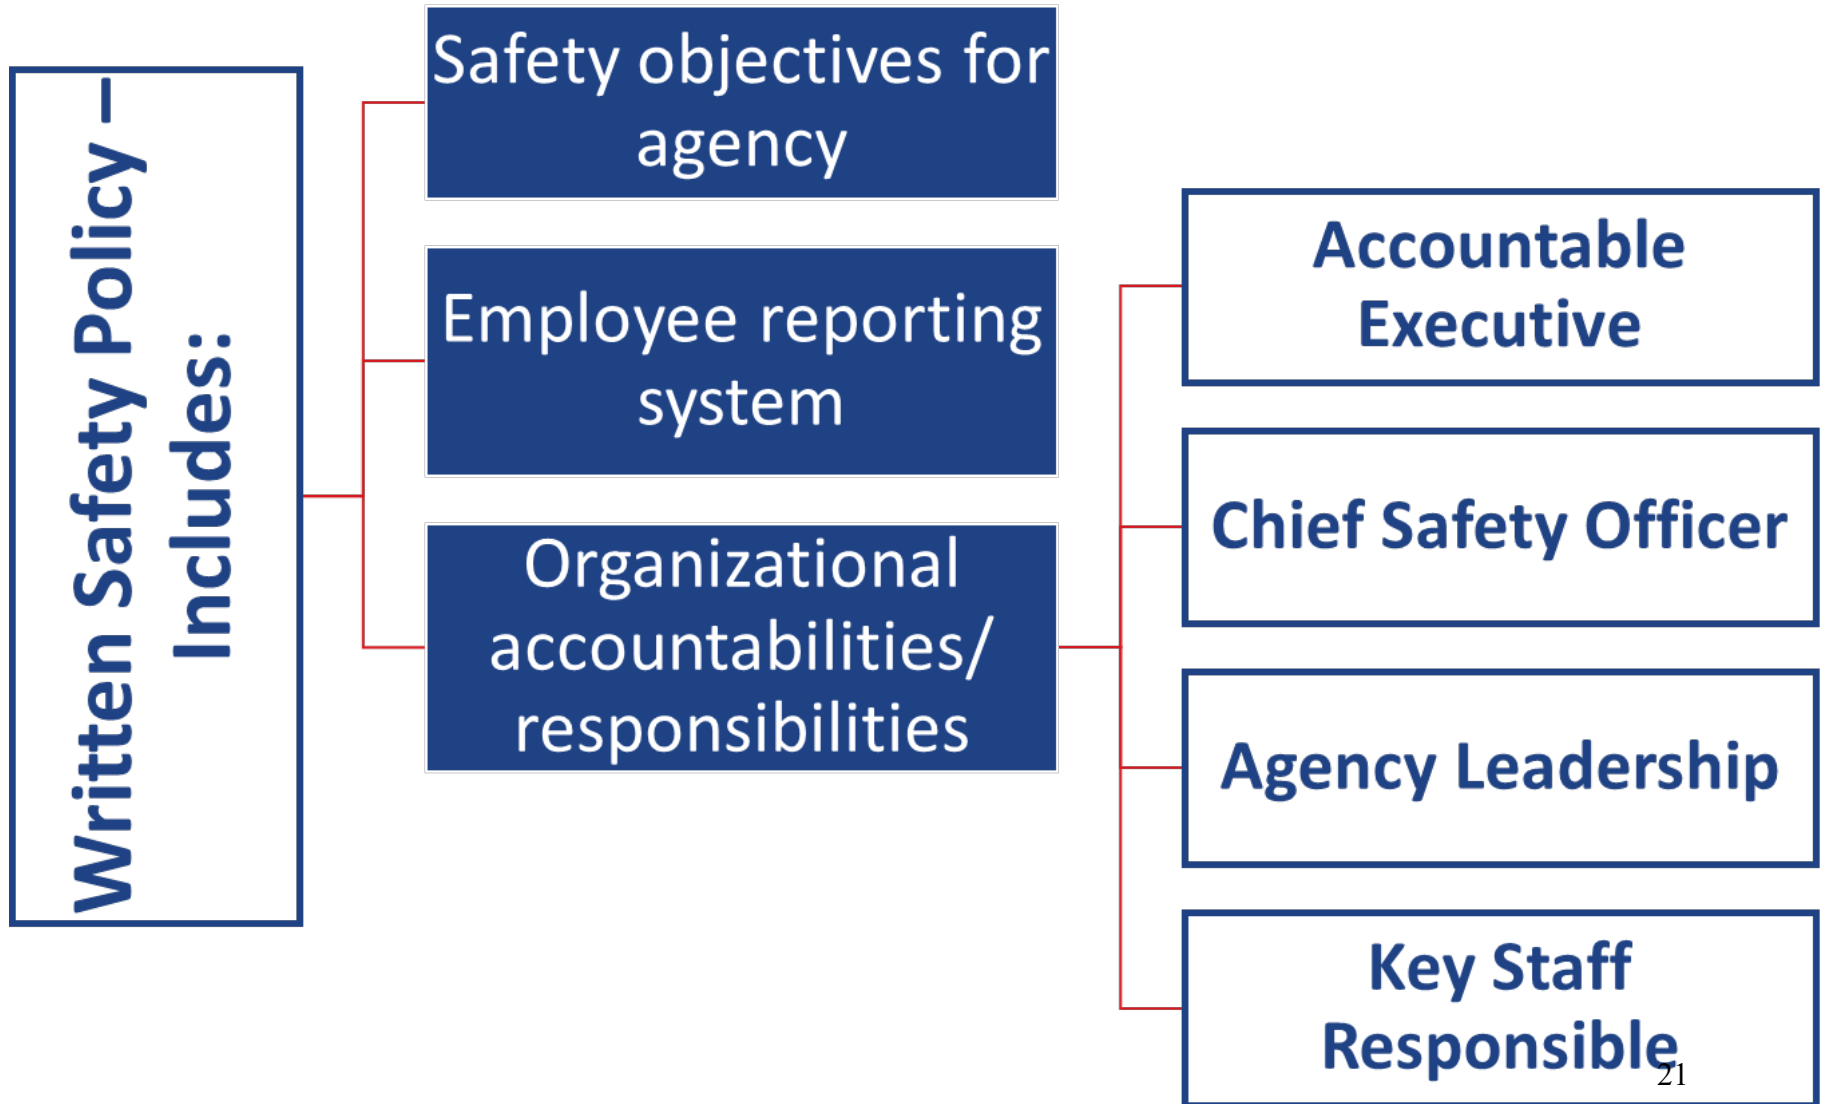 Written Safety Policy –
Includes:
Safety objectives for
agency
Employee reporting
system
Organizational
accountabilities/
responsibilities
Accountable
Executive
Chief Safety Officer
Agency Leadership
Key Staff
Responsible
21